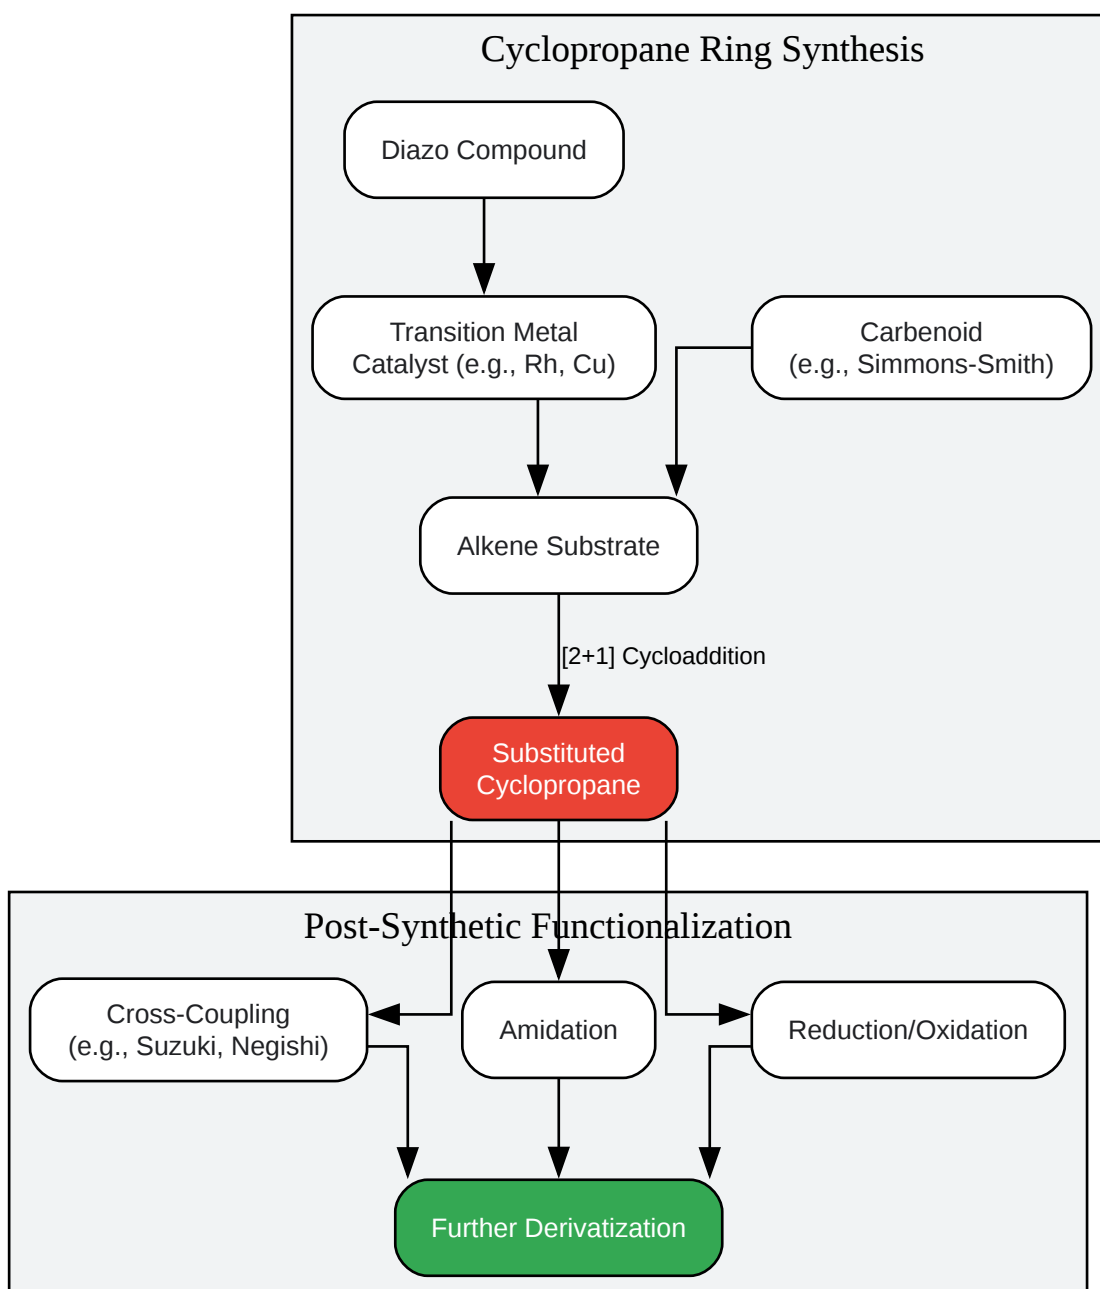 Cyclopropane Ring Synthesis
Diazo Compound
Transition Metal
Catalyst (e.g., Rh, Cu)
Carbenoid
(e.g., Simmons-Smith)
Alkene Substrate
[2+1] Cycloaddition
Substituted
Cyclopropane
Post-Synthetic Functionalization
Cross-Coupling
(e.g., Suzuki, Negishi)
Amidation
Reduction/Oxidation
Further Derivatization